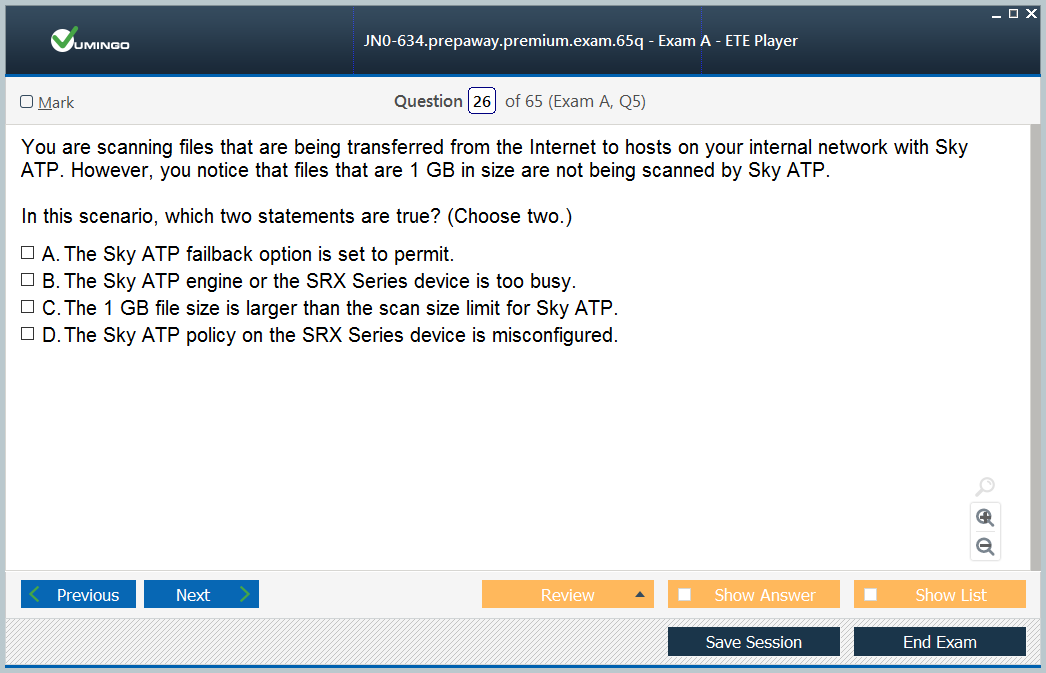 VUMINGO
JN0-634.prepaway.premium.exam.65q - Exam A - ETE Player
Mark
Question 26 of 65 (Exam A, Q5)
You are scanning files that are being transferred from the Internet to hosts on your internal network with Sky
ATP. However, you notice that files that are 1 GB in size are not being scanned by Sky ATP.
In this scenario, which two statements are true? (Choose two.)
A. The Sky ATP failback option is set to permit.
B. The Sky ATP engine or the SRX Series device is too busy.
C. The 1 GB file size is larger than the scan size limit for Sky ATP.
D. The Sky ATP policy on the SRX Series device is misconfigured.
Previous Next Review Show Answer Show List
Save Session End Exam